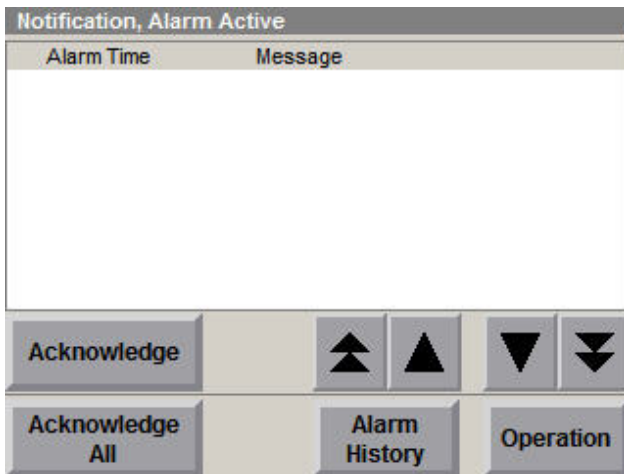 Notification, Alarm Active
Alarm Time Message
Acknowledge
Acknowledge
All
Alarm
History
Operation